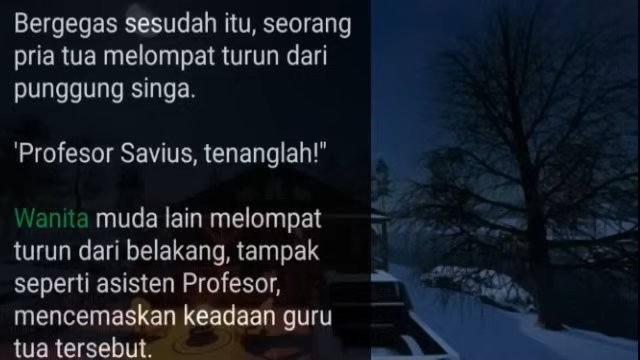 Bergegas sesudah itu, seorang
pria tua melompat turun dari
punggung singa.
'Profesor Savius, tenanglah!"
Wanita muda lain melompat
turun dari belakang, tampak
seperti asisten Profesor,
mencemaskan keadaan guru
tua tersebut.